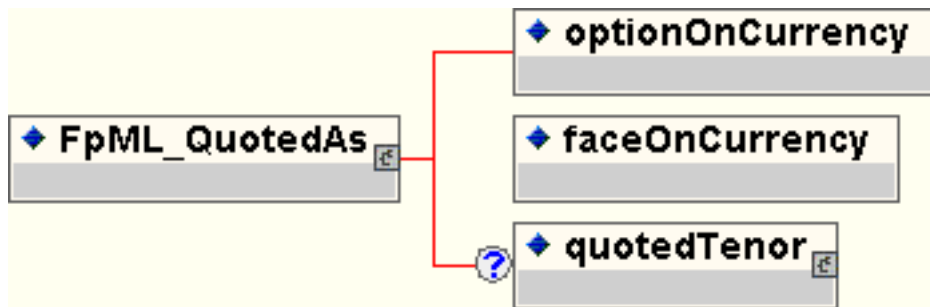 optionOnCurrency
FpML_QuotedAs
faceOnCurrency
?
quotedTenor